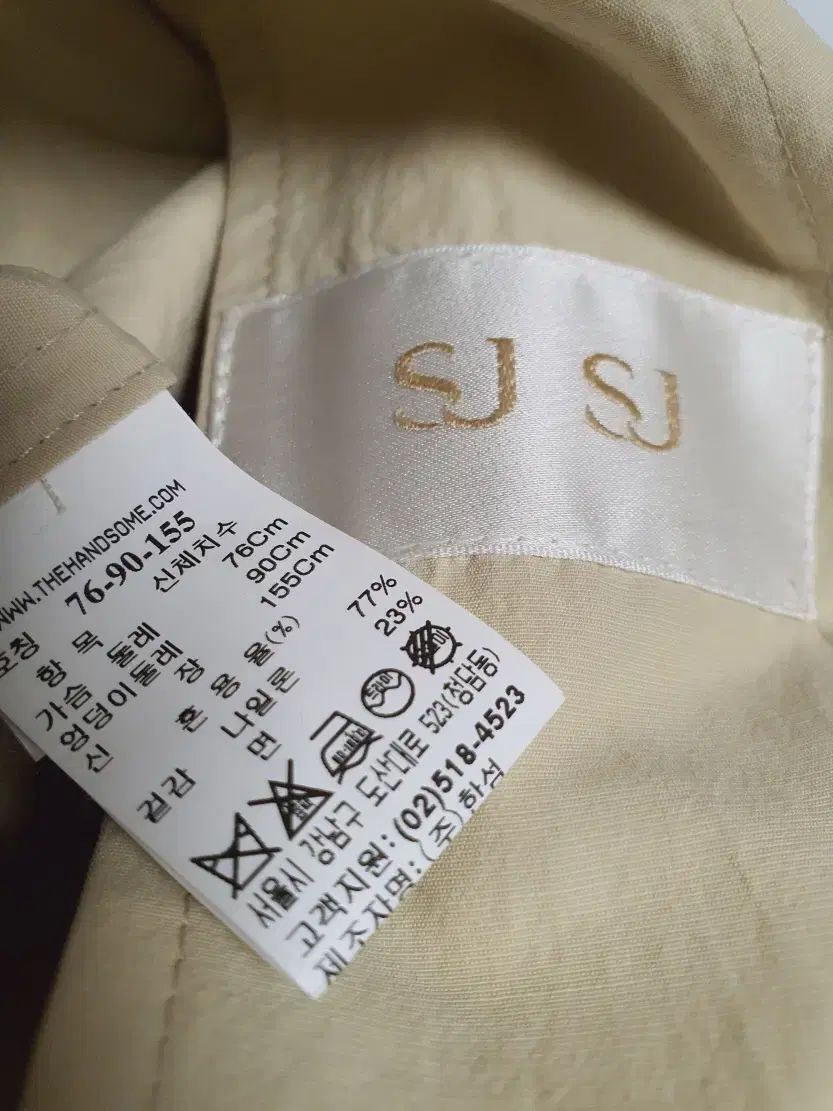 SJ SJ
WWW.THEHANDSOME.COM
호칭 76-90-155
항 목 신체치수
가슴둘레 76Cm
엉덩이둘레 90Cm
신 장 155Cm
혼 용 율(%)
겉감 나일론 77%
면 23%
드라이
서울시 강남구 도산대로 523(청담동)
고객지원:(02)518-4523
제조자명:(주)한섬